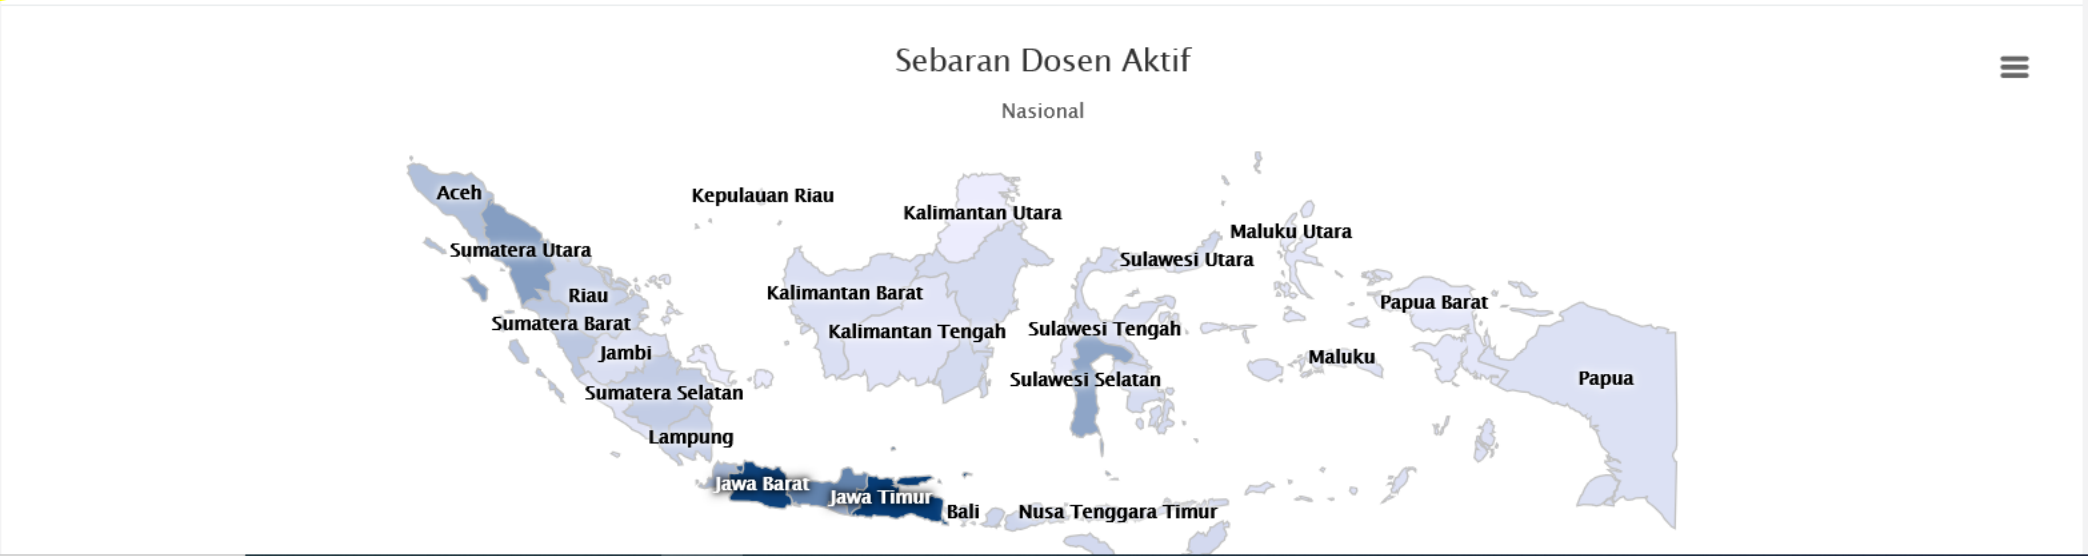 Sebaran Dosen Aktif
Nasional
Aceh
Kepulauan Riau
Kalimantan Utara
Maluku Utara
Sumatera Utara
Sulawesi Utara
Riau
Kalimantan Barat
Papua Barat
Sumatera Barat
Kalimantan Tengah
Sulawesi Tengah
Jambi
Maluku
Sulawesi Selatan
Papua
Sumatera Selatan
Lampung
Jawa Barat
Jawa Timur
Bali
Nusa Tenggara Timur